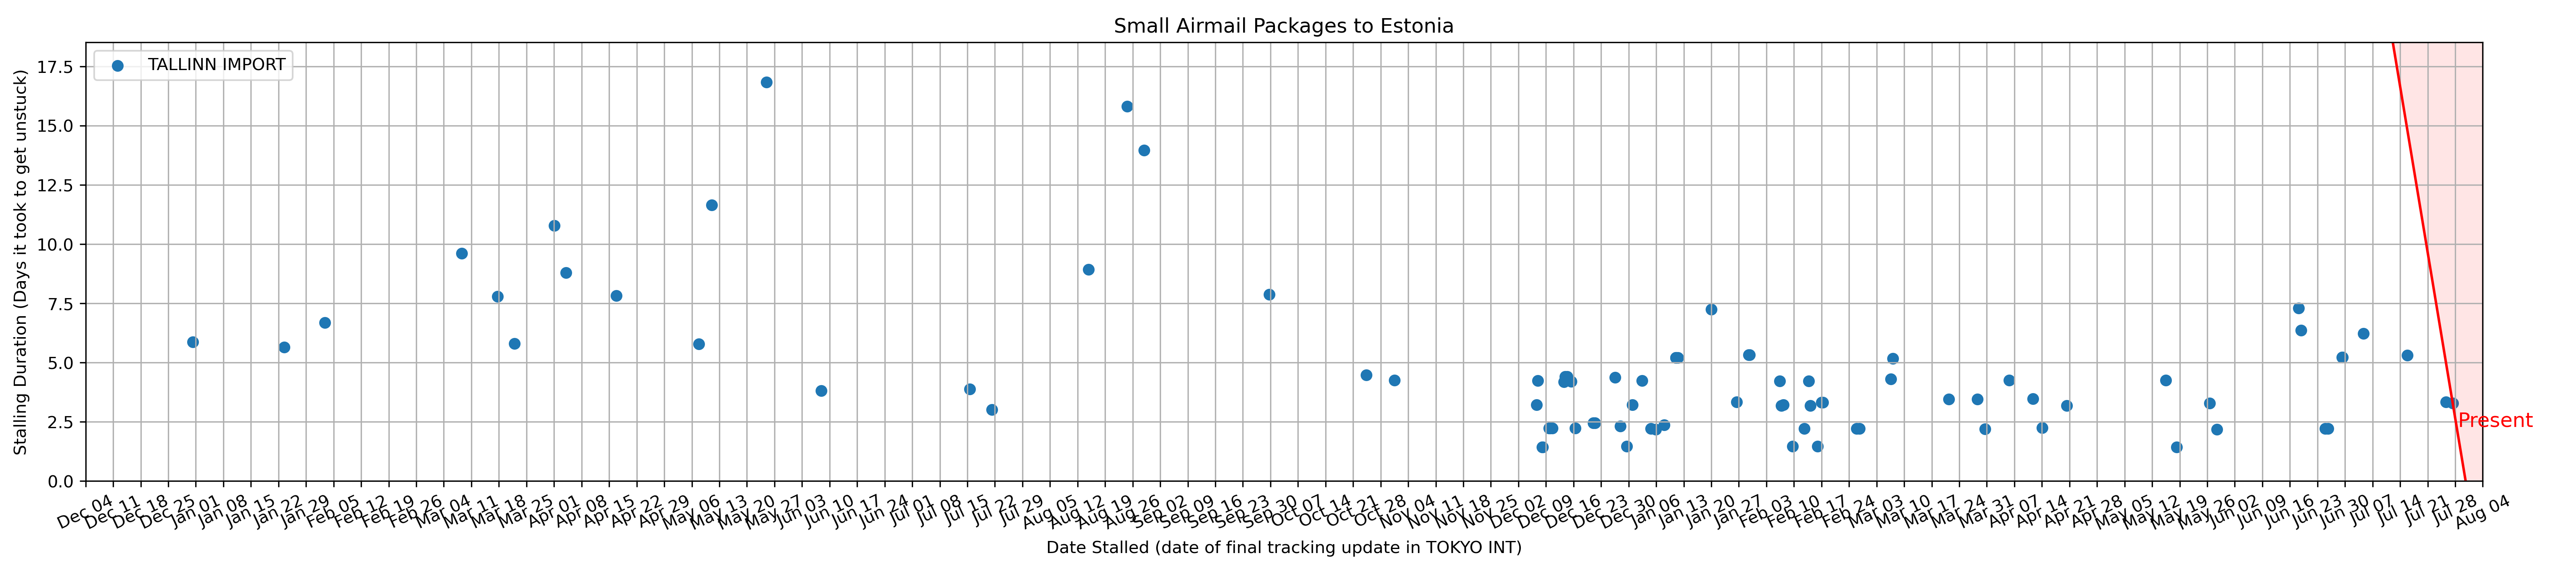 Small Airmail Packages to Estonia
TALLINN IMPORT
Stalling Duration (Days it took to get unstuck)
17.5
15.0
12.5
10.0
7.5
5.0
2.5
0.0
Present
Dec 04 Dec 11 Dec 18 Dec 25 Jan 01 Jan 08 Jan 15 Jan 22 Jan 29 Feb 05 Feb 12 Feb 19 Feb 26 Mar 04 Mar 11 Mar 18 Mar 25 Apr 01 Apr 08 Apr 15 Apr 22 Apr 29 May 06 May 13 May 20 May 27 Jun 03 Jun 10 Jun 17 Jun 24 Jul 01 Jul 08 Jul 15 Jul 22 Jul 29 Aug 05 Aug 12 Aug 19 Aug 26 Sep 02 Sep 09 Sep 16 Sep 23 Sep 30 Oct 07 Oct 14 Oct 21 Oct 28 Nov 04 Nov 11 Nov 18 Nov 25 Dec 02 Dec 09 Dec 16 Dec 23 Dec 30 Jan 06 Jan 13 Jan 20 Jan 27 Feb 03 Feb 10 Feb 17 Feb 24 Mar 03 Mar 10 Mar 17 Mar 24 Mar 31 Apr 07 Apr 14 Apr 21 Apr 28 May 05 May 12 May 19 May 26 Jun 02 Jun 09 Jun 16 Jun 23 Jun 30 Jul 07 Jul 14 Jul 21 Jul 28 Aug 04
Date Stalled (date of final tracking update in TOKYO INT)